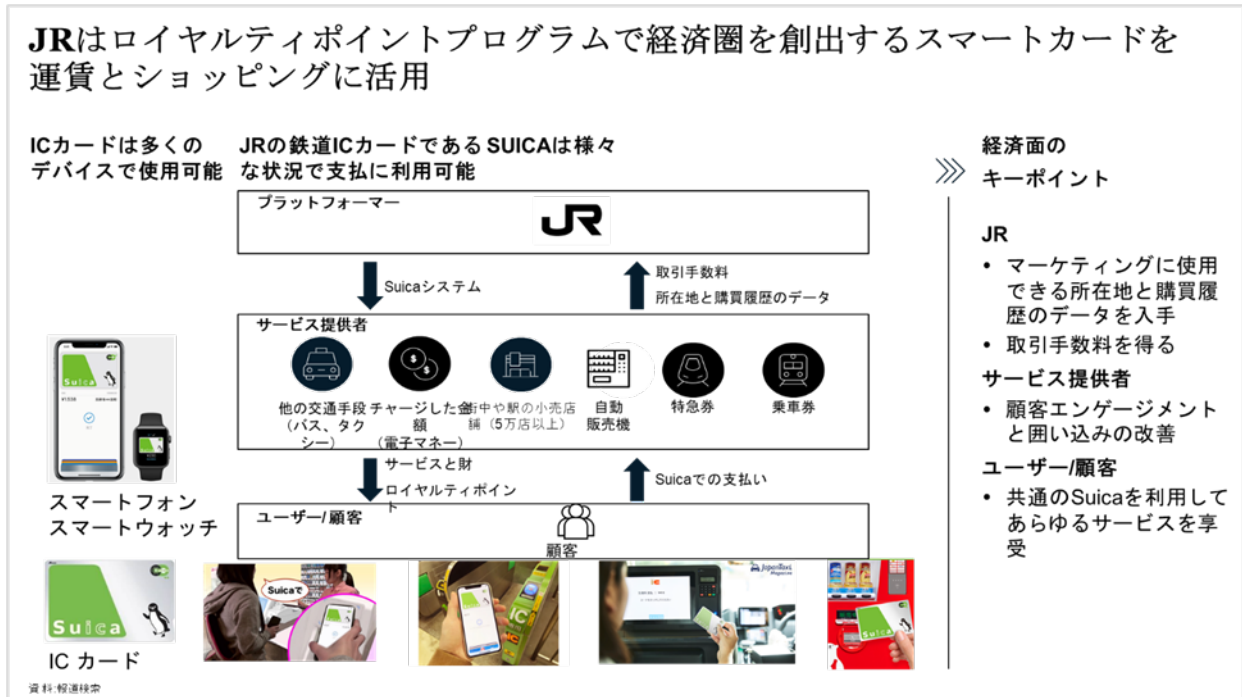 JRはロイヤルティポイントプログラムで経済圏を創出するスマートカードを
運賃とショッピングに活用
ICカードは多くの
デバイスで使用可能
JRの鉄道ICカードであるSUICAは様々
な状況で支払に利用可能
プラットフォーマー
JR
Suicaシステム
取引手数料
所在地と購買履歴のデータ
サービス提供者
他の交通手段
(バス、タク
シー)
チャージした金
額
(電子マネー)
街中や駅の小売店
舗(5万店以上)
自動
販売機
特急券
乗車券
サービスと財
ロイヤルティポイン
ト
Suicaでの支払い
ユーザー/顧客
顧客
Suica
スマートフォン
スマートウォッチ
Suica
IC カード
Suicaで
IC
JapanTaxi
Magazine
Suica
経済面の
キーポイント
JR
• マーケティングに使用
できる所在地と購買履
歴のデータを入手
• 取引手数料を得る
サービス提供者
• 顧客エンゲージメント
と囲い込みの改善
ユーザー/顧客
• 共通のSuicaを利用して
あらゆるサービスを享
受
資料:報道検索